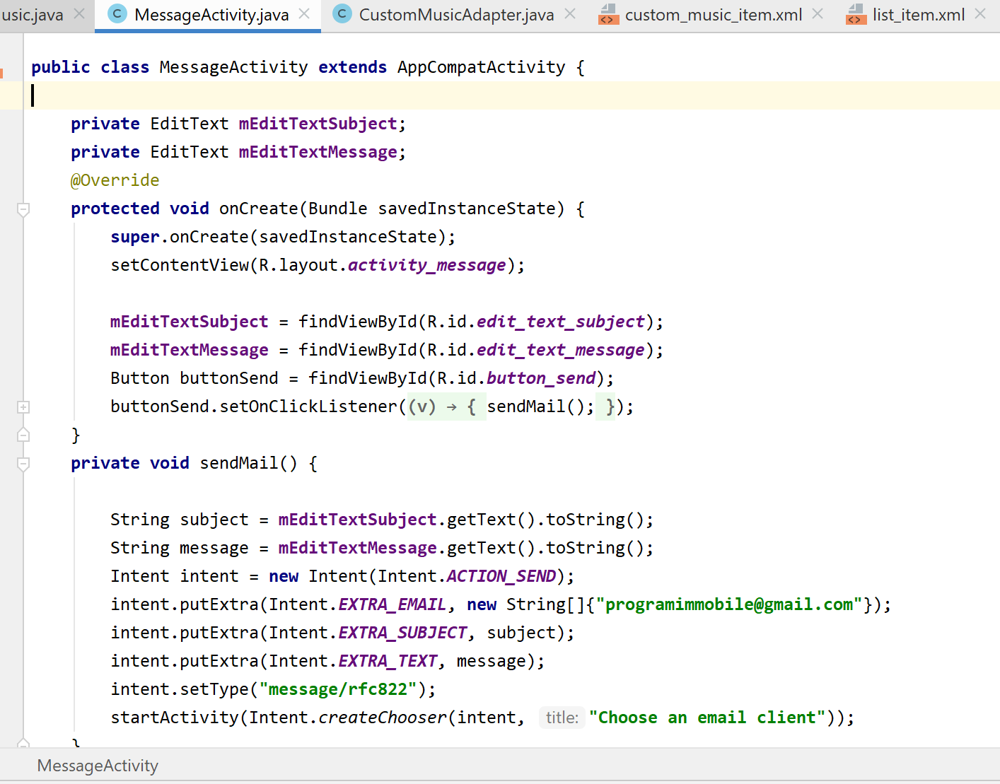 usic.java MessageActivity.java CustomMusicAdapter.java custom_music_item.xml list_item.xml
public class MessageActivity extends AppCompatActivity {
private EditText mEditTextSubject;
private EditText mEditTextMessage;
@Override
protected void onCreate(Bundle savedInstanceState) {
super.onCreate(savedInstanceState);
setContentView(R.layout.activity_message);
mEditTextSubject = findViewById(R.id.edit_text_subject);
mEditTextMessage = findViewById(R.id.edit_text_message);
Button buttonSend = findViewById(R.id.button_send);
buttonSend.setOnClickListener((v) → { sendMail(); });
}
private void sendMail() {
String subject = mEditTextSubject.getText().toString();
String message = mEditTextMessage.getText().toString();
Intent intent = new Intent(Intent.ACTION_SEND);
intent.putExtra(Intent.EXTRA_EMAIL, new String[]{"programimmobile@gmail.com"});
intent.putExtra(Intent.EXTRA_SUBJECT, subject);
intent.putExtra(Intent.EXTRA_TEXT, message);
intent.setType("message/rfc822");
startActivity(Intent.createChooser(intent, title: "Choose an email client"));
}
MessageActivity